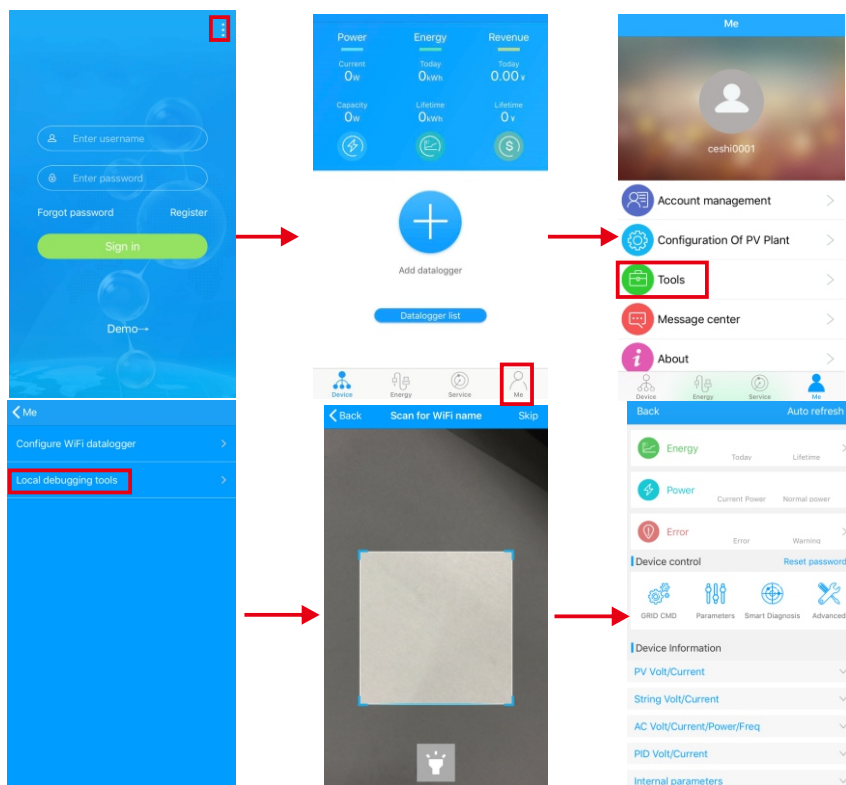 Enter username
Enter password
Forgot password Register
Sign in
Demo→
Power Energy Revenue
Current Today Today
0w 0kWh 0.00 ¥
Capacity Lifetime Lifetime
0w 0kWh 0 ¥
Add datalogger
Datalogger list
Device Energy Service Me
Me
ceshi0001
Account management
Configuration Of PV Plant
Tools
Message center
About
Device Energy Service Me
Me
Configure WiFi datalogger
Local debugging tools
Back Scan for WiFi name Skip
Back Auto refresh
Energy
Today Lifetime
Power
Current Power Normal power
Error
Error Warning
Device control Reset password
GRID CMD Parameters Smart Diagnosis Advanced
Device Information
PV Volt/Current
String Volt/Current
AC Volt/Current/Power/Freq
PID Volt/Current
Internal parameters